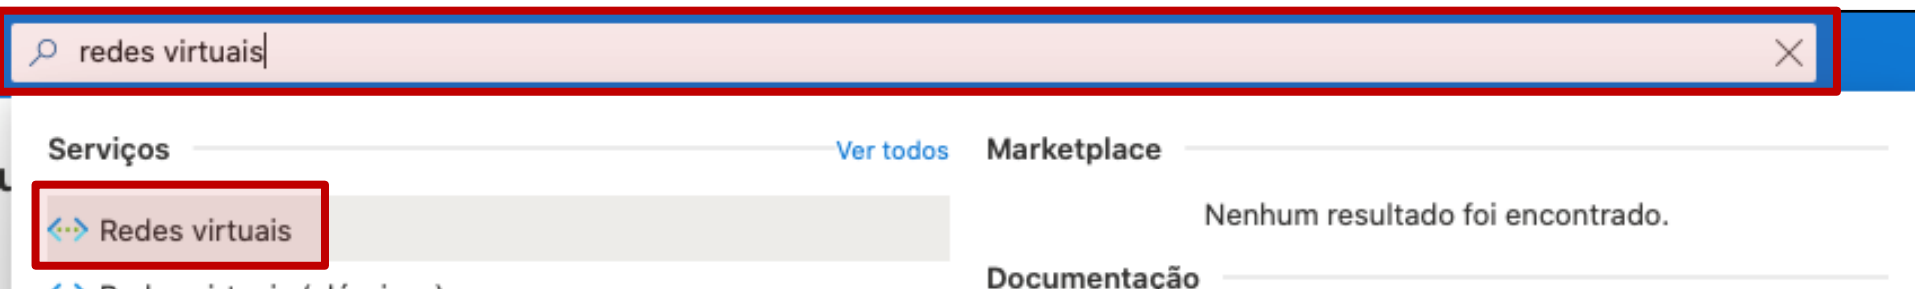 redes virtuais
Serviços
Ver todos
Redes virtuais
Marketplace
Nenhum resultado foi encontrado.
Documentação